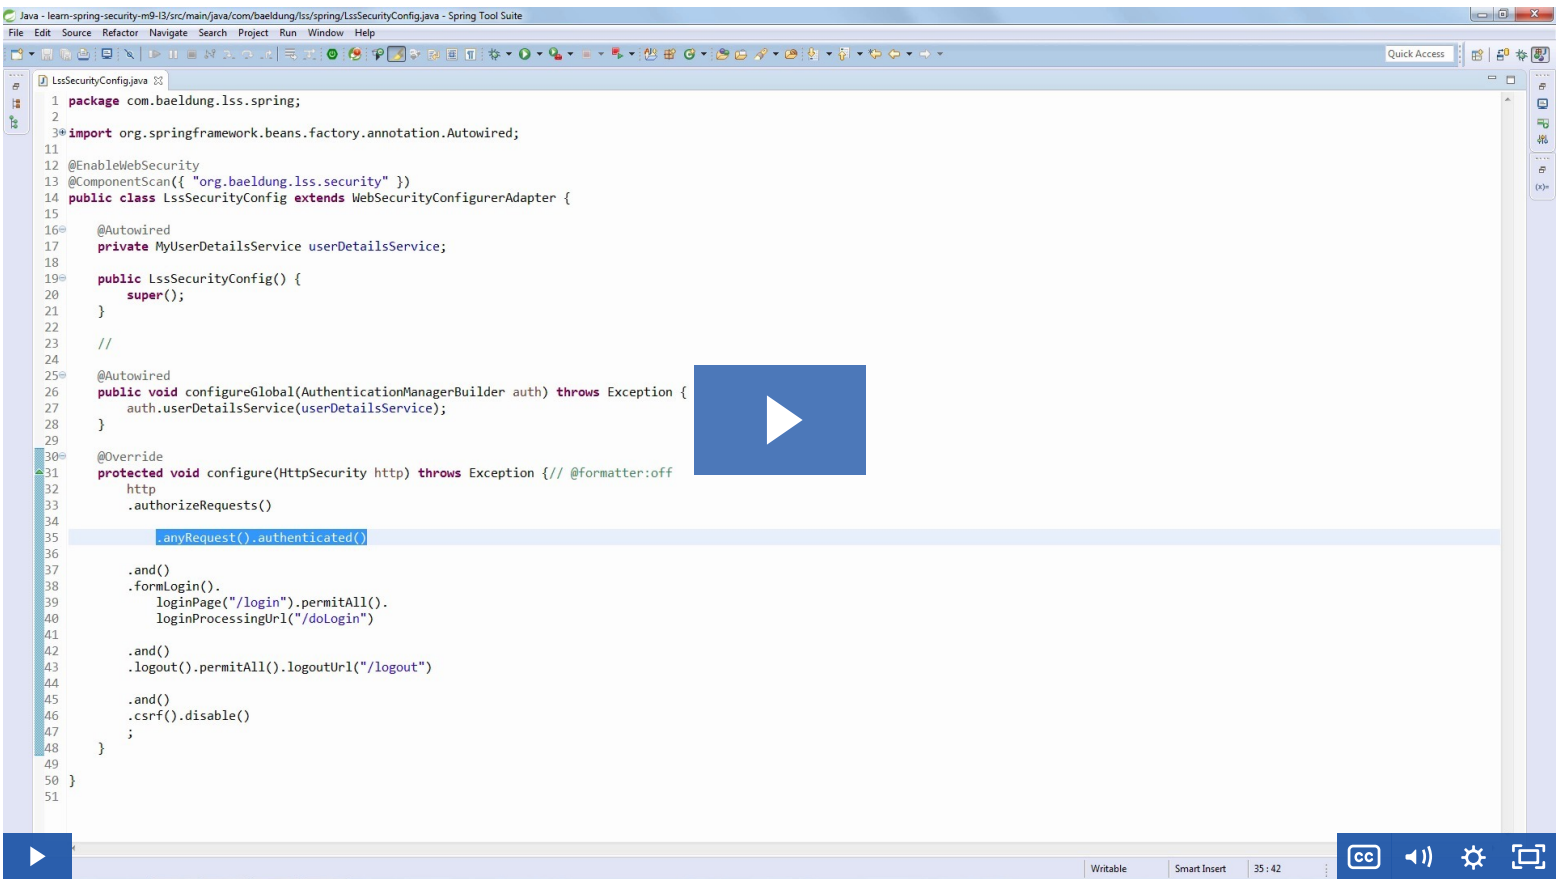 Java - learn-spring-security-m9-l3/src/main/java/com/baeldung/lss/spring/LssSecurityConfig.java - Spring Tool Suite
File Edit Source Refactor Navigate Search Project Run Window Help
Quick Access
LssSecurityConfig.java
1 package com.baeldung.lss.spring;
2
3 import org.springframework.beans.factory.annotation.Autowired;
11
12 @EnableWebSecurity
13 @ComponentScan({ "org.baeldung.lss.security" })
14 public class LssSecurityConfig extends WebSecurityConfigurerAdapter {
15
16 @Autowired
17 private MyUserDetailsService userDetailsService;
18
19 public LssSecurityConfig() {
20 super();
21 }
22
23 //
24
25 @Autowired
26 public void configureGlobal(AuthenticationManagerBuilder auth) throws Exception {
27 auth.userDetailsService(userDetailsService);
28 }
29
30 @Override
31 protected void configure(HttpSecurity http) throws Exception {// @formatter:off
32 http
33 .authorizeRequests()
34
35 .anyRequest().authenticated()
36
37 .and()
38 .formLogin().
39 loginPage("/login").permitAll().
40 loginProcessingUrl("/doLogin")
41
42 .and()
43 .logout().permitAll().logoutUrl("/logout")
44
45 .and()
46 .csrf().disable()
47 ;
48 }
49
50 }
51
Writable Smart Insert 35 : 42
CC